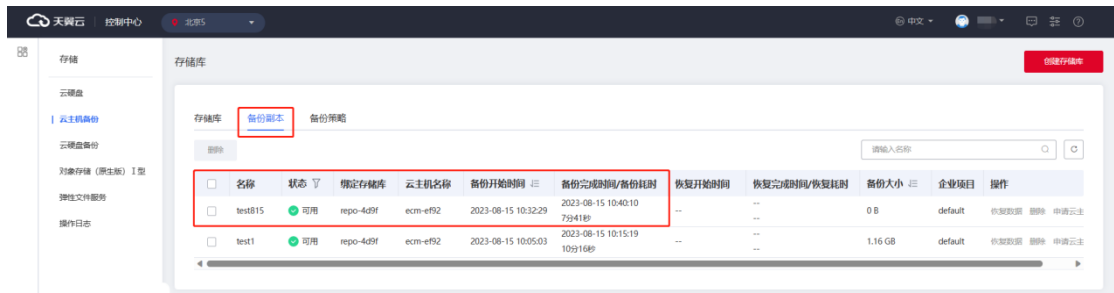 天翼云 控制中心 北京5 中文
存储 存储库 创建存储库
云硬盘
云主机备份 存储库 备份副本 备份策略
云硬盘备份 删除 请输入名称
对象存储（原生版）I型
名称 状态 绑定存储库 云主机名称 备份开始时间 备份完成时间/备份耗时 恢复开始时间 恢复完成时间/恢复耗时 备份大小 企业项目 操作
弹性文件服务
test815 可用 repo-4d9f ecm-ef92 2023-08-15 10:32:29 2023-08-15 10:40:10 -- -- 0 B default 恢复数据 删除 申请云主
7分41秒 --
操作日志
test1 可用 repo-4d9f ecm-ef92 2023-08-15 10:05:03 2023-08-15 10:15:19 -- -- 1.16 GB default 恢复数据 删除 申请云主
10分16秒 --